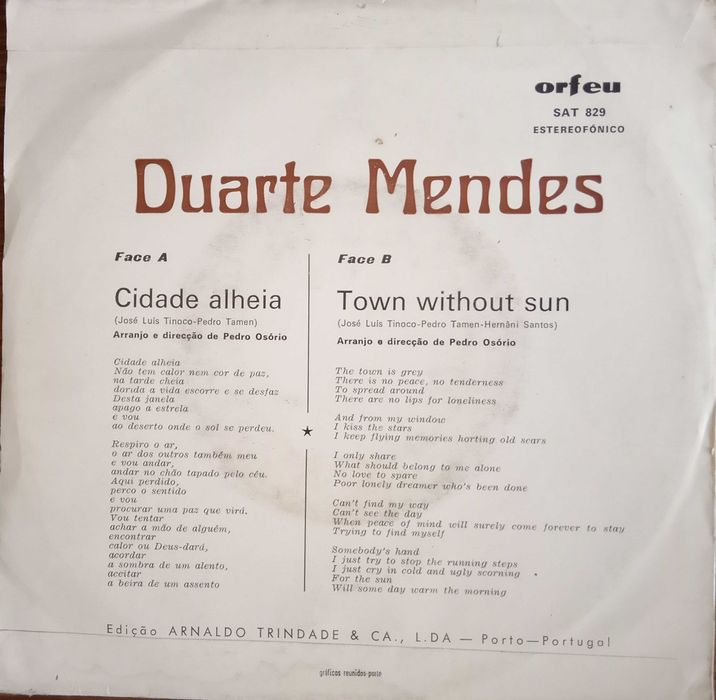 orfeu
SAT 829
ESTEREOFÓNICO
Duarte Mendes
Face A
Cidade alheia
(José Luís Tinoco-Pedro Tamen)
Arranjo e direcção de Pedro Osório
Cidade alheia
Não tem calor nem cor de paz,
na tarde cheia
dorida a vida escorre e se desfaz
Desta janela
apago a estrela
e vou
ao deserto onde o sol se perdeu.
Respiro o ar,
o ar dos outros também meu
e vou andar,
andar no chão tapado pelo céu.
Aqui perdido,
perco o sentido
e vou
procurar uma paz que virá.
Vou tentar
achar a mão de alguém,
encontrar
calor ou Deus-dará,
acordar
a sombra de um alento,
aceitar
a beira de um assento
Face B
Town without sun
(José Luís Tinoco-Pedro Tamen-Hernâni Santos)
Arranjo e direcção de Pedro Osório
The town is grey
There is no peace, no tenderness
To spread around
There are no lips for loneliness
And from my window
I kiss the stars
I keep flying memories horting old scars
I only share
What should belong to me alone
No love to spare
Poor lonely dreamer who's been done
Can't find my way
Can't see the day
When peace of mind will surely come forever to stay
Trying to find myself
Somebody's hand
I just try to stop the running steps
I just cry in cold and ugly scorning
For the sun
Will some day warm the morning
Edição ARNALDO TRINDADE & CA., L.DA — Porto—Portugal
gráficos reunidos-porto